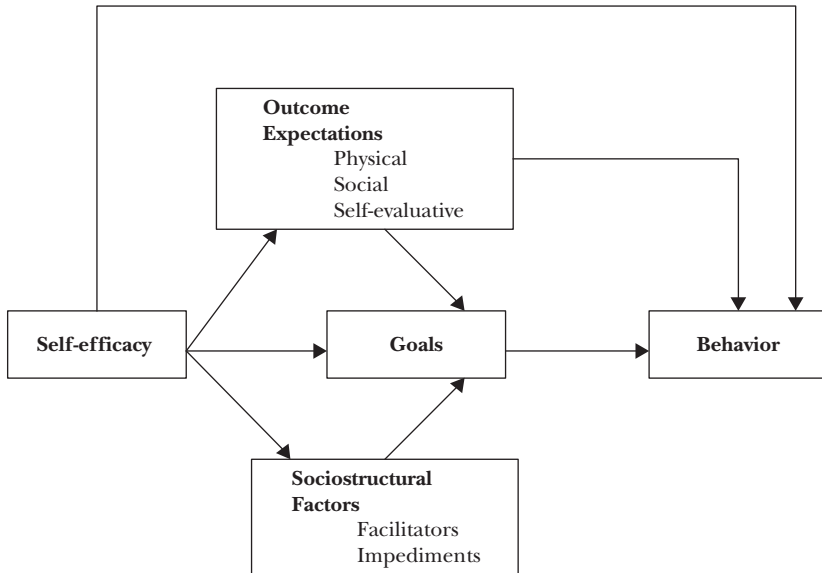 Outcome
Expectations
Physical
Social
Self-evaluative
Self-efficacy
Goals
Behavior
Sociostructural
Factors
Facilitators
Impediments